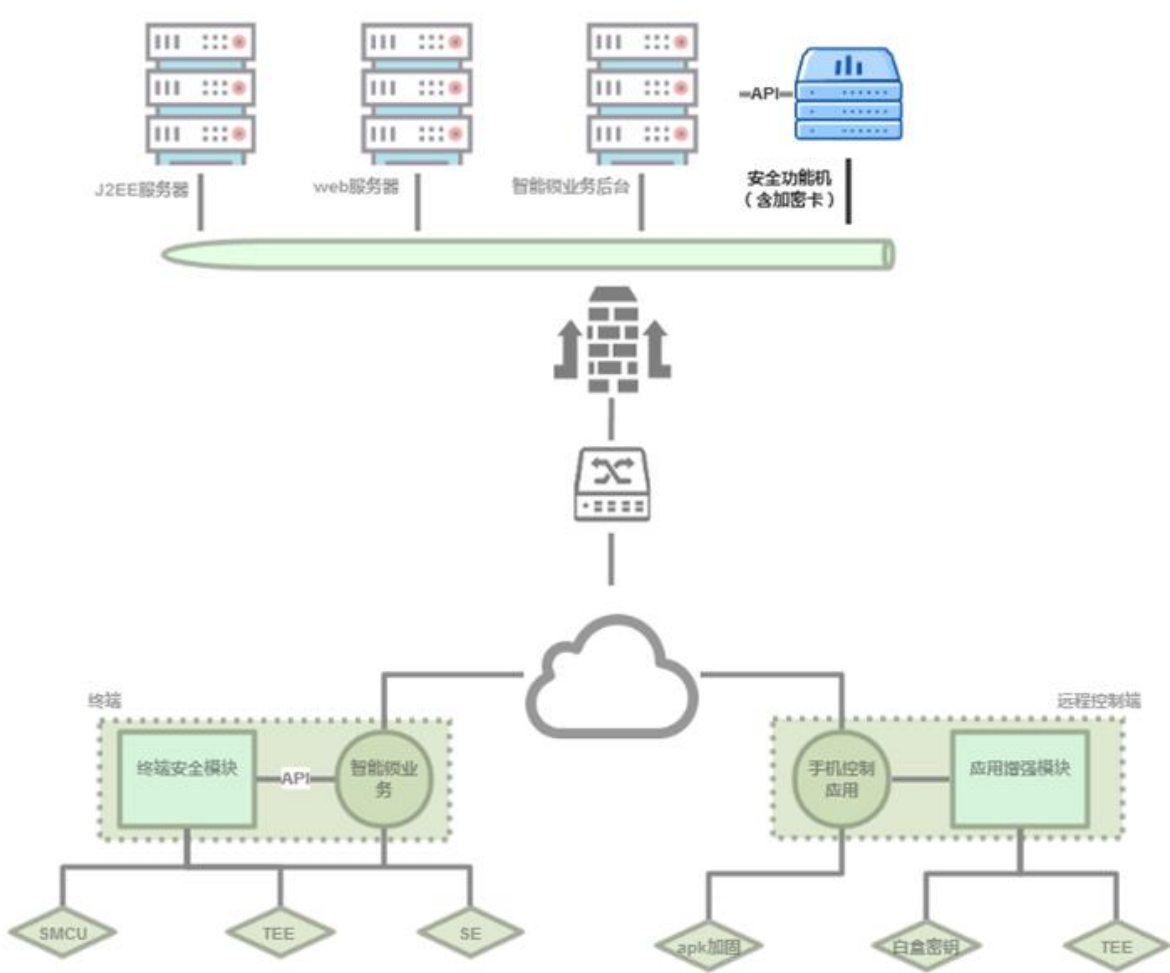 API
J2EE服务器
web服务器
智能锁业务后台
安全功能机
（含加密卡）
终端
远程控制端
终端安全模块
API
智能锁业
务
手机控制
应用
应用增强模块
SMCU
TEE
SE
apk加固
白盒密钥
TEE